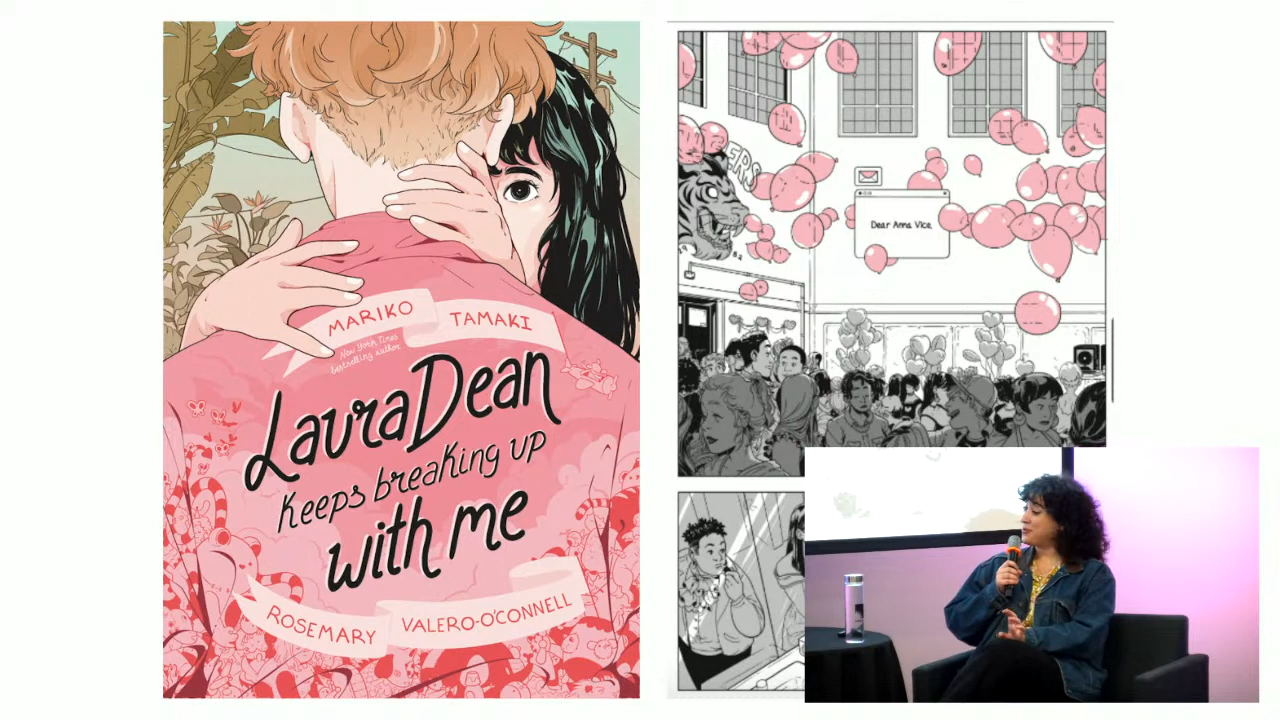 MARIKO TAMAKI
New York Times
bestselling author
Laura Dean
keeps breaking up
with me
ROSEMARY VALERO-O'CONNELL
ERS
Dear Anna Vice,